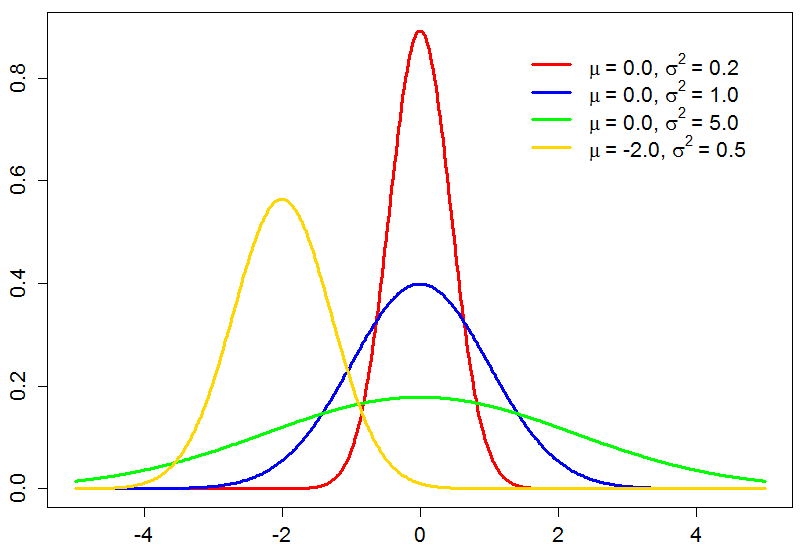 μ = 0.0, σ² = 0.2
μ = 0.0, σ² = 1.0
μ = 0.0, σ² = 5.0
μ = -2.0, σ² = 0.5
0.8
0.6
0.4
0.2
0.0
-4 -2 0 2 4